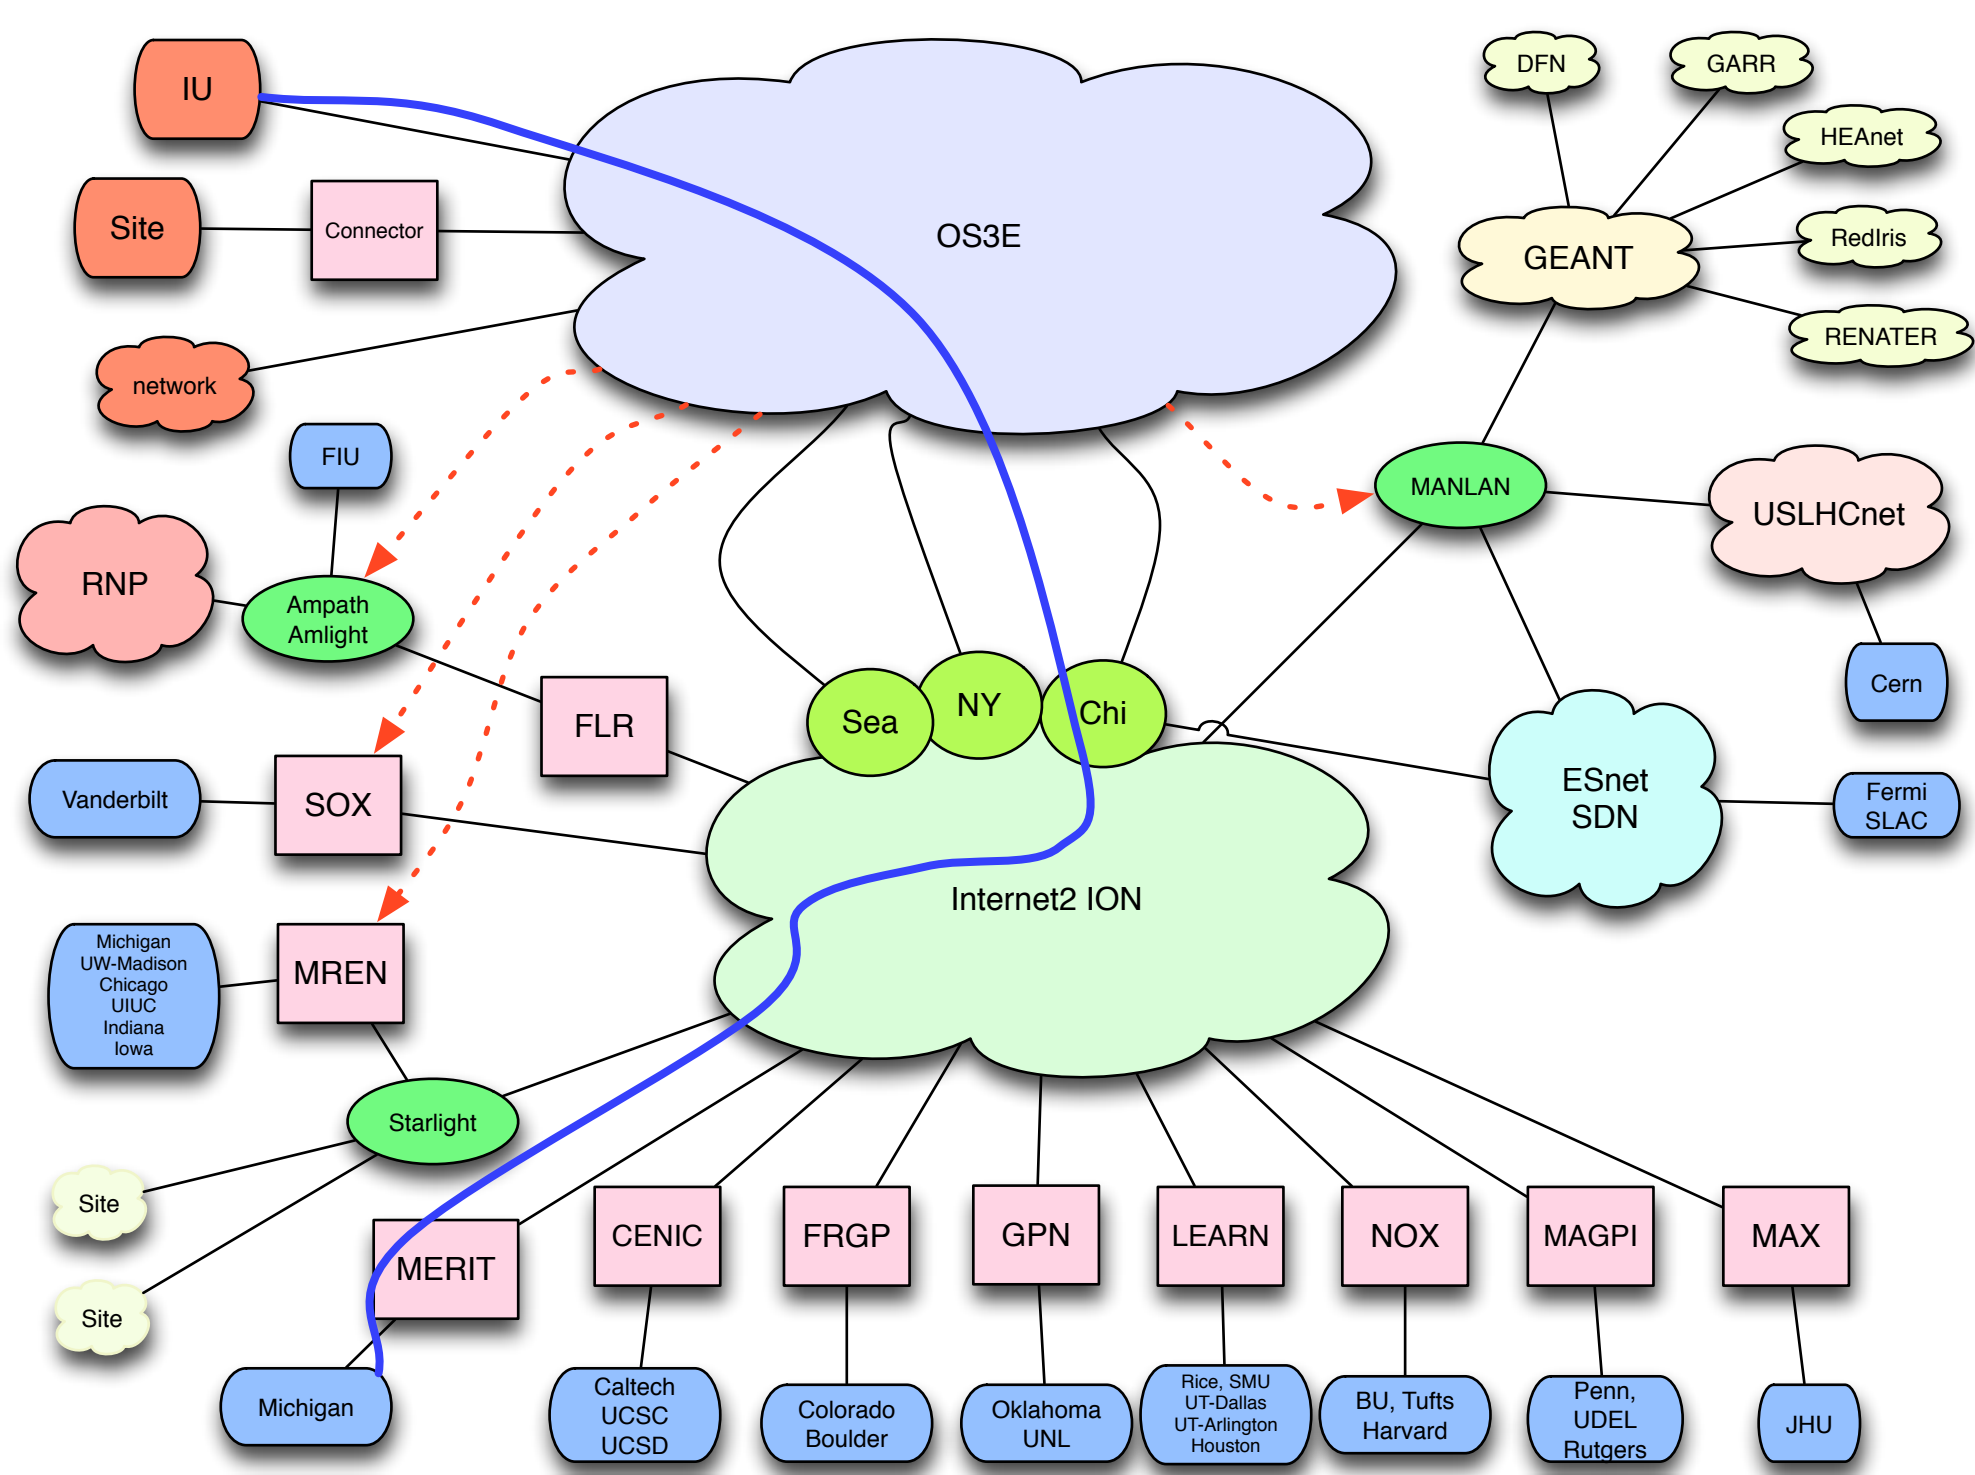 IU
DFN
GARR
HEAnet
Site
Connector
OS3E
GEANT
RedIris
RENATER
network
FIU
MANLAN
USLHCnet
RNP
Ampath
Amlight
Cern
FLR
Sea
NY
Chi
Vanderbilt
SOX
ESnet
SDN
Fermi
SLAC
Internet2 ION
Michigan
UW-Madison
Chicago
UIUC
Indiana
Iowa
MREN
Starlight
Site
Site
MERIT
CENIC
FRGP
GPN
LEARN
NOX
MAGPI
MAX
Michigan
Caltech
UCSC
UCSD
Colorado
Boulder
Oklahoma
UNL
Rice, SMU
UT-Dallas
UT-Arlington
Houston
BU, Tufts
Harvard
Penn,
UDEL
Rutgers
JHU